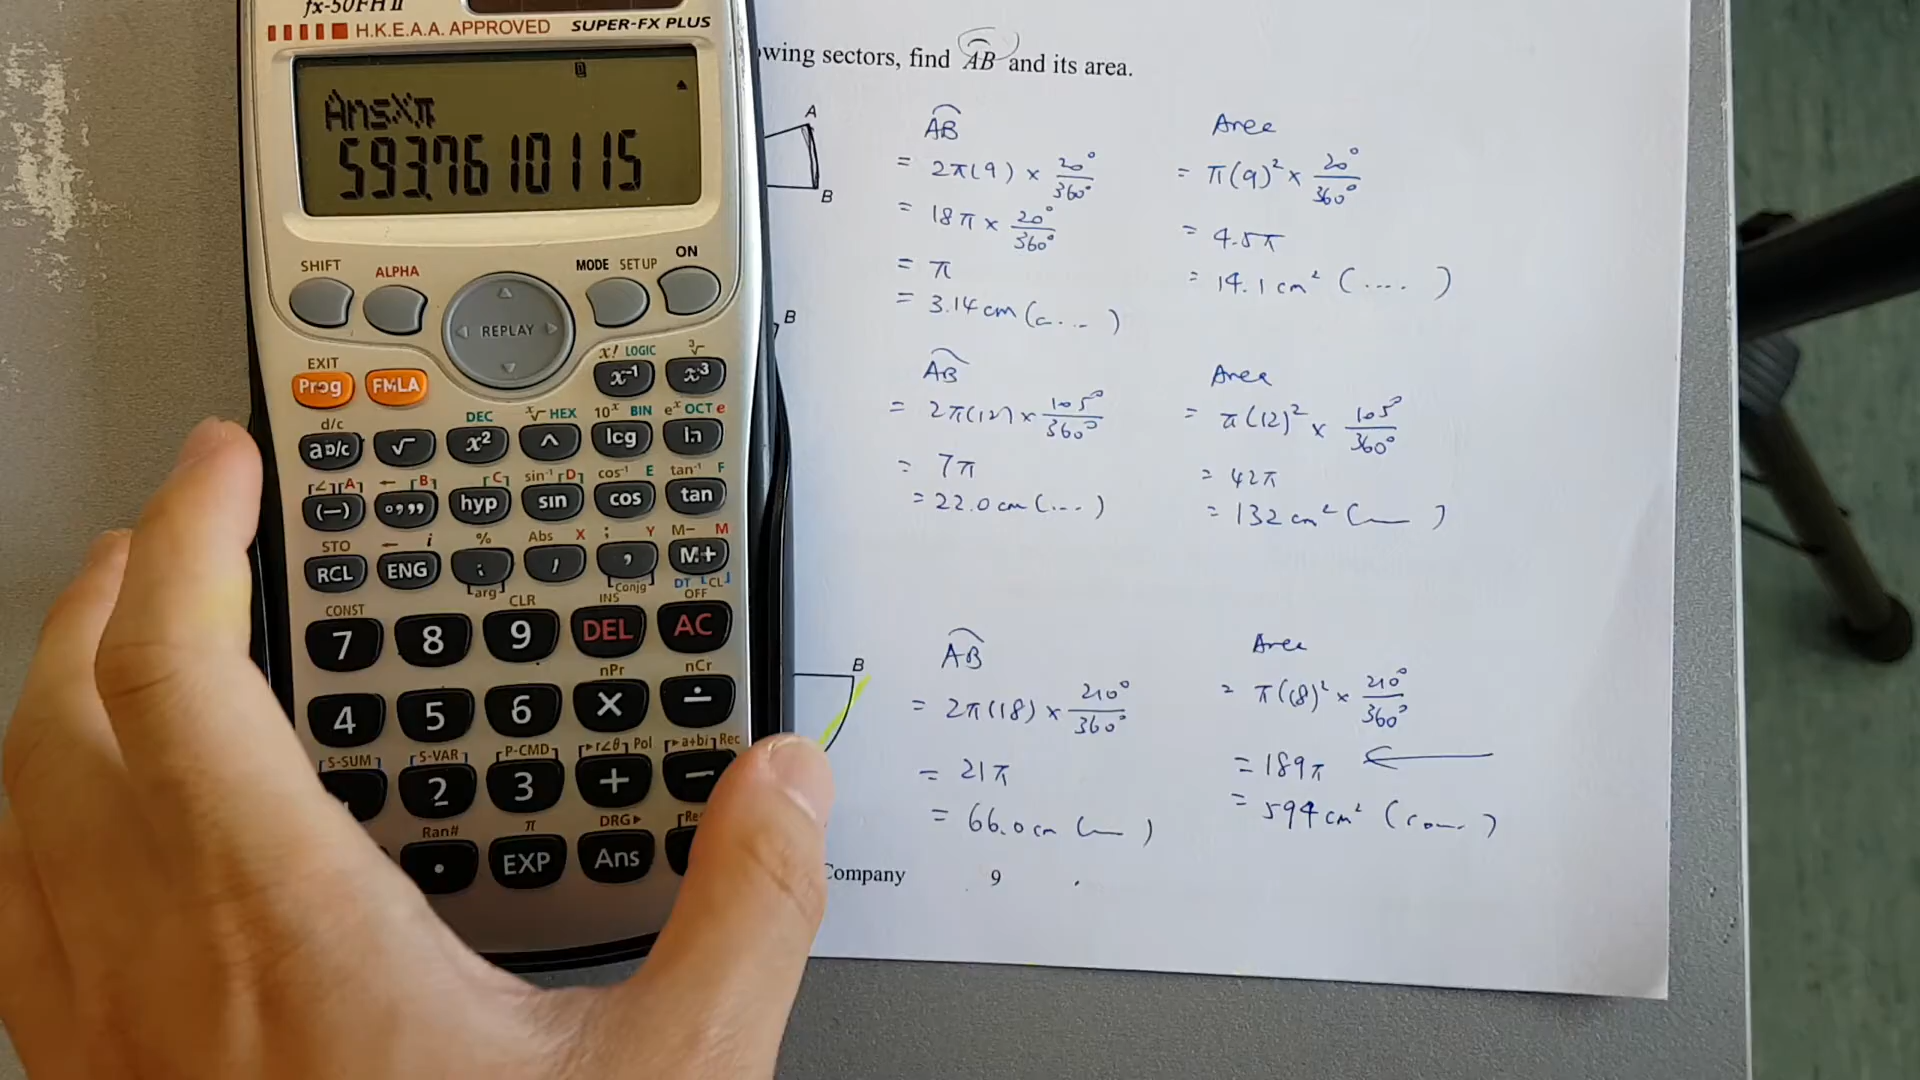 fx-50FH II
H.K.E.A.A. APPROVED SUPER-FX PLUS
Ans×π
593.7610115
SHIFT ALPHA MODE SETUP ON
REPLAY
EXIT x! LOGIC ³√
Prog FMLA x⁻¹ x³
d/c DEC ˣ√ HEX 10ˣ BIN eˣ OCT e
a b/c √ x² ^ log ln
∠ A ← B C sin⁻¹ D cos⁻¹ E tan⁻¹ F
(−) °,,, hyp sin cos tan
STO ← i % Abs X ; Y M− M
RCL ENG ( ) , M+
arg Conjg DT CL
CONST CLR INS OFF
7 8 9 DEL AC
nPr nCr
4 5 6 × ÷
S-SUM S-VAR P-CMD ▸r∠θ Pol ▸a+bi Rec
2 3 + −
Ran# π DRG▸
• EXP Ans
wing sectors, find AB and its area.
A
B
AB
= 2π(9) × 20°/360°
= 18π × 20°/360°
= π
= 3.14 cm (c... )
Area
= π(9)² × 20°/360°
= 4.5π
= 14.1 cm² (.... )
B
AB
= 2π(12) × 105°/360°
= 7π
= 22.0 cm (... )
Area
= π(12)² × 105°/360°
= 42π
= 132 cm² ( )
B
AB
= 2π(18) × 210°/360°
= 21π
= 66.0 cm ( )
Area
= π(18)² × 210°/360°
= 189π
= 594 cm² (co... )
Company 9